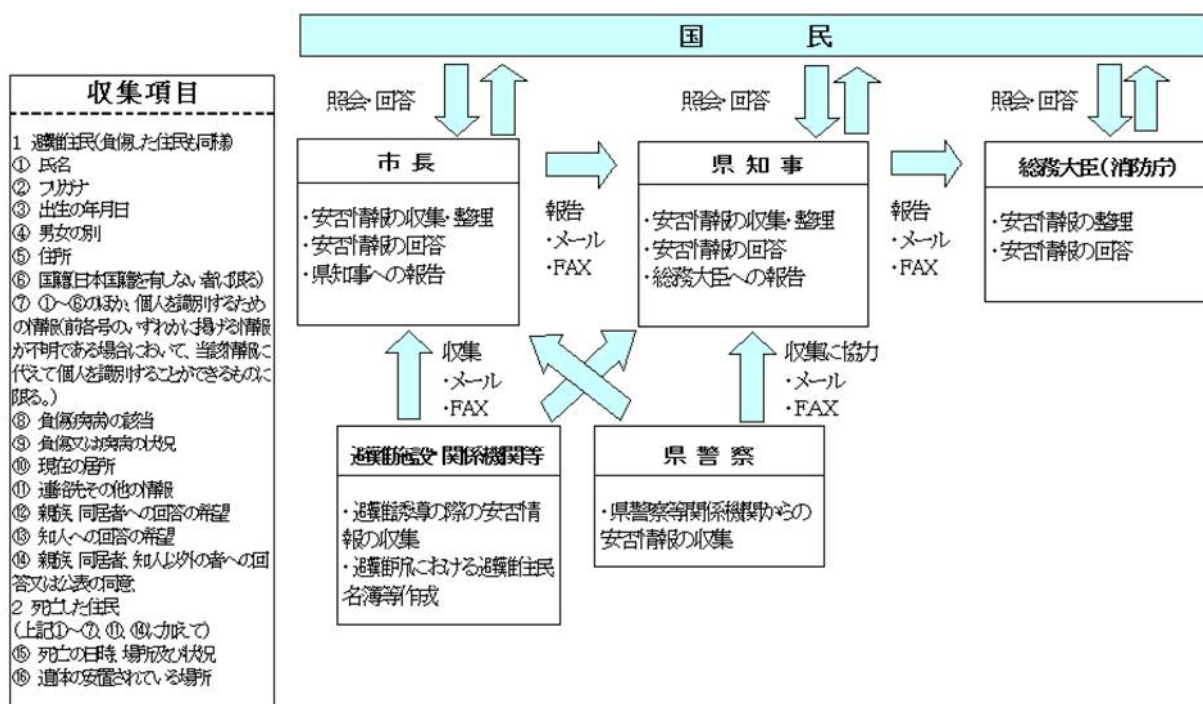 国　　民
収集項目
1 避難住民(負傷した住民も同様)
① 氏名
② フリガナ
③ 出生の年月日
④ 男女の別
⑤ 住所
⑥ 国籍(日本国籍を有しない者に限る)
⑦ ①～⑥のほか、個人を識別するため
の情報(前各号のいずれかに掲げる情報
が不明である場合において、当該情報に
代えて個人を識別することができるものに
限る。)
⑧ 負傷(疾病)の該当
⑨ 負傷又は疾病の状況
⑩ 現在の居所
⑪ 連絡先その他の情報
⑫ 親族、同居者への回答の希望
⑬ 知人への回答の希望
⑭ 親族、同居者、知人以外の者への回
答又は公表の同意
2 死亡した住民
(上記①～⑦、⑪、⑭に加えて)
⑮ 死亡の日時、場所及び状況
⑯ 遺体の安置されている場所
照会・回答
照会・回答
照会・回答
市 長
・安否情報の収集・整理
・安否情報の回答
・県知事への報告
報告
・メール
・FAX
県 知 事
・安否情報の収集・整理
・安否情報の回答
・総務大臣への報告
報告
・メール
・FAX
総務大臣(消防庁)
・安否情報の整理
・安否情報の回答
収集
・メール
・FAX
収集に協力
・メール
・FAX
避難施設・関係機関等
・避難誘導の際の安否情
報の収集
・避難所における避難住民
名簿等作成
県 警 察
・県警察等関係機関からの
安否情報の収集